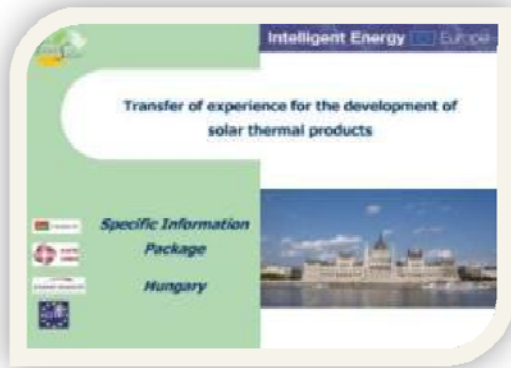 Intelligent Energy Europe
Transfer of experience for the development of
solar thermal products
Specific Information
Package
Hungary